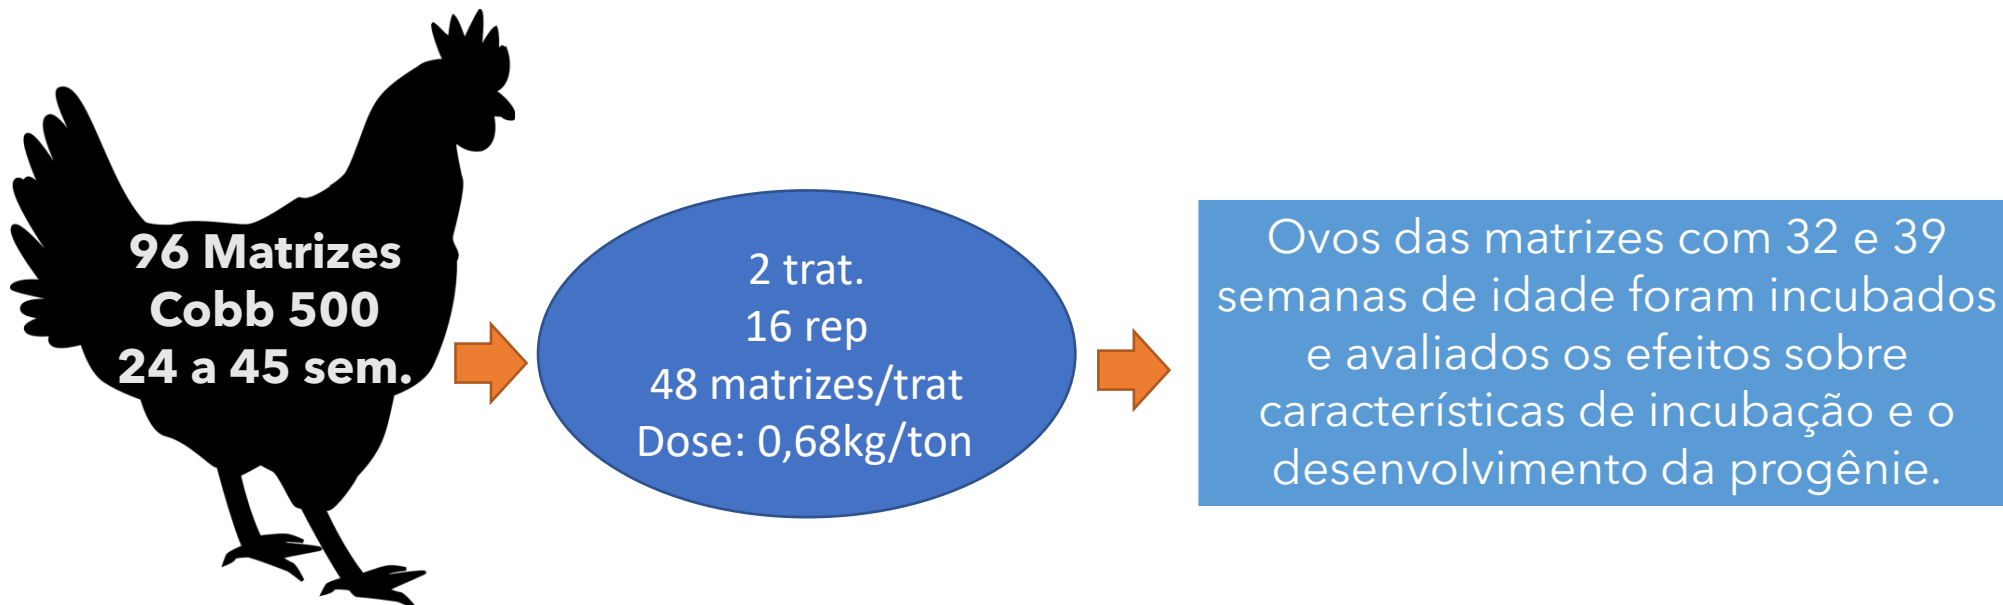 96 Matrizes
Cobb 500
24 a 45 sem.
2 trat.
16 rep
48 matrizes/trat
Dose: 0,68kg/ton
Ovos das matrizes com 32 e 39
semanas de idade foram incubados
e avaliados os efeitos sobre
características de incubação e o
desenvolvimento da progênie.